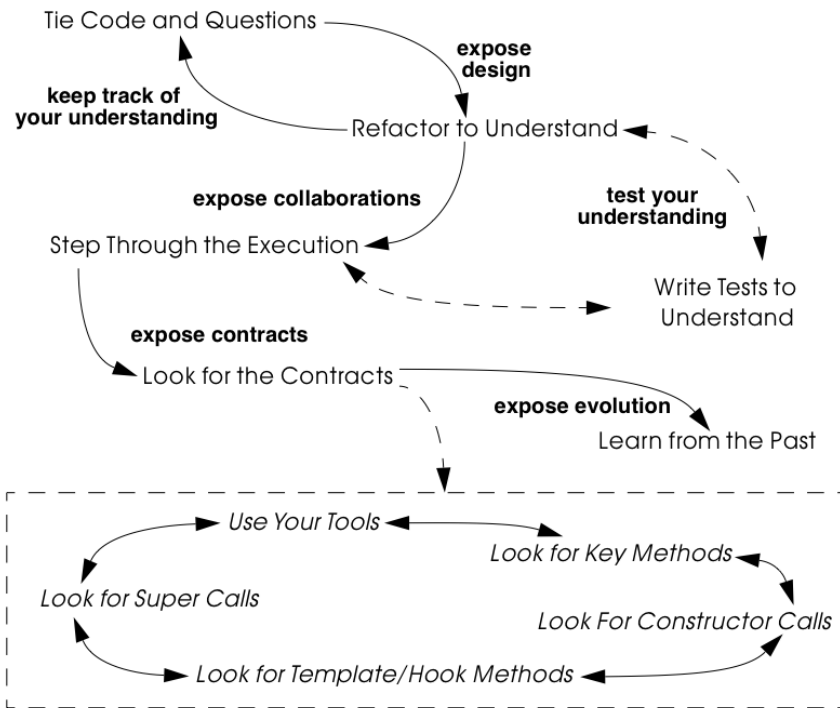 Tie Code and Questions
expose
design
keep track of
your understanding
Refactor to Understand
expose collaborations
test your
understanding
Step Through the Execution
Write Tests to
Understand
expose contracts
Look for the Contracts
expose evolution
Learn from the Past
Use Your Tools
Look for Key Methods
Look for Super Calls
Look For Constructor Calls
Look for Template/Hook Methods